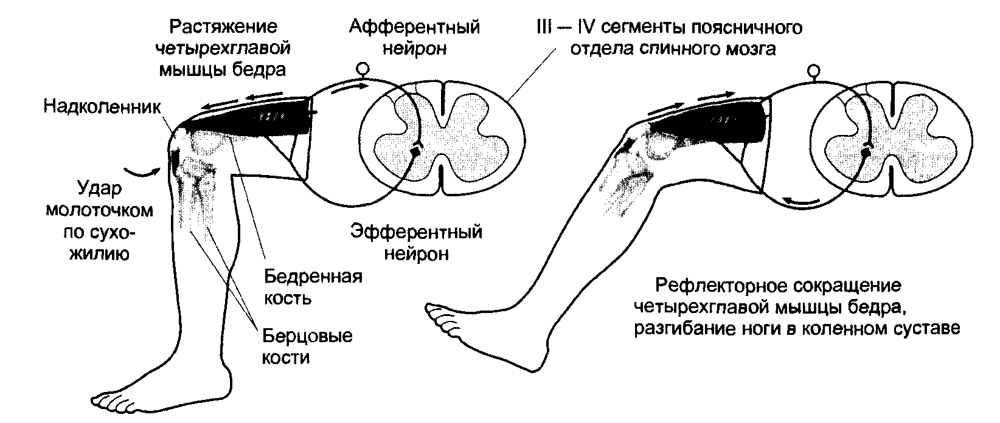 Растяжение
четырехглавой
мышцы бедра
Афферентный
нейрон
III — IV сегменты поясничного
отдела спинного мозга
Надколенник
Удар
молоточком
по сухо-
жилию
Эфферентный
нейрон
Бедренная
кость
Берцовые
кости
Рефлекторное сокращение
четырехглавой мышцы бедра,
разгибание ноги в коленном суставе